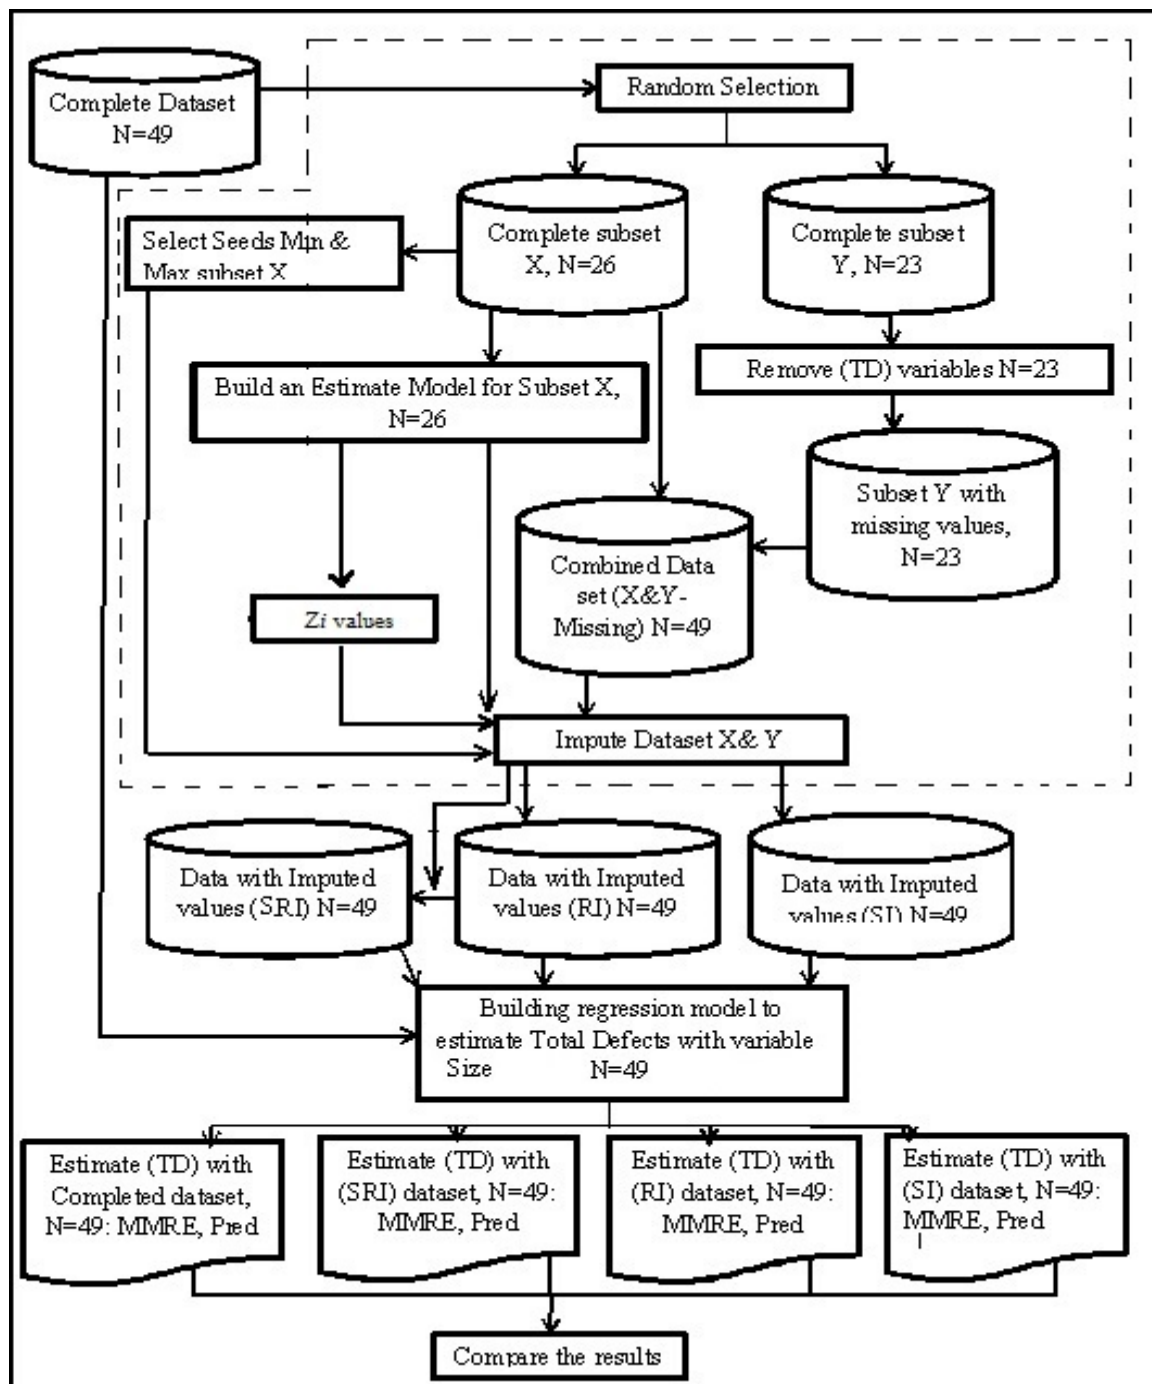 Complete Dataset
N=49
Random Selection
Select Seeds Min &
Max subset X
Complete subset
X, N=26
Complete subset
Y, N=23
Build an Estimate Model for Subset X,
N=26
Remove (TD) variables N=23
Subset Y with
missing values,
N=23
Combined Data
set (X&Y-
Missing) N=49
Zi values
Impute Dataset X& Y
Data with Imputed
values (SRI) N=49
Data with Imputed
values (RI) N=49
Data with Imputed
values (SI) N=49
Building regression model to
estimate Total Defects with variable
Size N=49
Estimate (TD) with
Completed dataset,
N=49: MMRE, Pred
Estimate (TD) with
(SRI) dataset, N=49:
MMRE, Pred
Estimate (TD) with
(RI) dataset, N=49:
MMRE, Pred
Estimate (TD) with
(SI) dataset, N=49:
MMRE, Pred
Compare the results